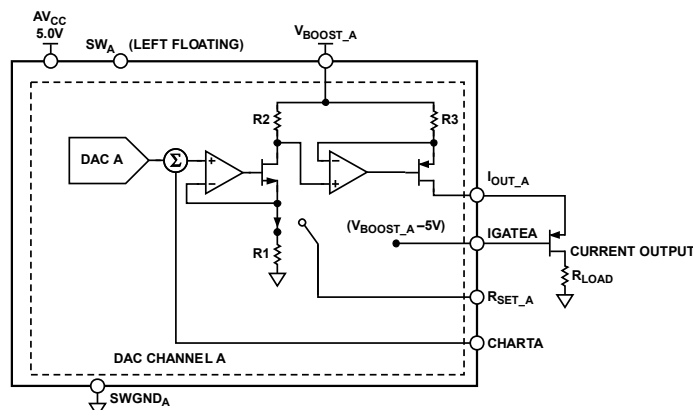 AVCC
5.0V
SWA (LEFT FLOATING)
VBOOST_A
R2
R3
DAC A
Σ
+
−
−
+
IOUT_A
R1
(VBOOST_A–5V)
IGATEA
CURRENT OUTPUT
RLOAD
RSET_A
CHARTA
DAC CHANNEL A
SWGNDA